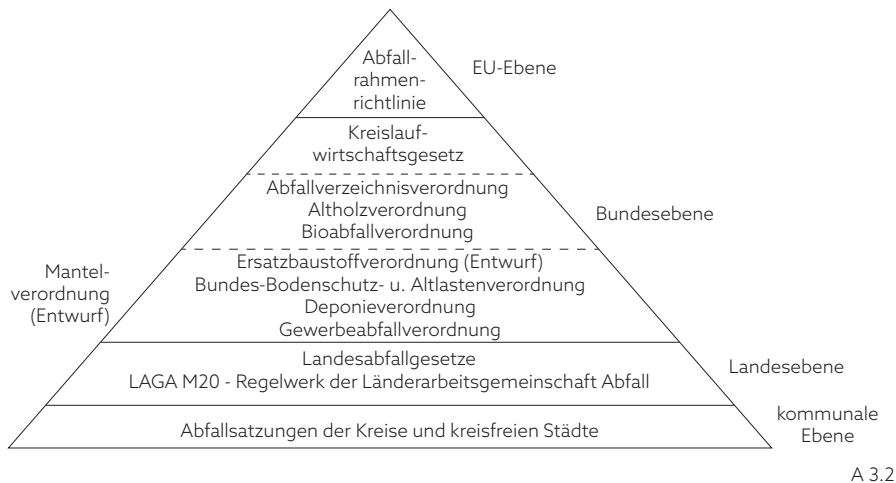 Abfall-
rahmen-
richtlinie
EU-Ebene
Kreislauf-
wirtschaftsgesetz
Abfallverzeichnisverordnung
Altholzverordnung
Bioabfallverordnung
Bundesebene
Mantel-
verordnung
(Entwurf)
Ersatzbaustoffverordnung (Entwurf)
Bundes-Bodenschutz- u. Altlastenverordnung
Deponieverordnung
Gewerbeabfallverordnung
Landesabfallgesetze
LAGA M20 - Regelwerk der Länderarbeitsgemeinschaft Abfall
Landesebene
Abfallsatzungen der Kreise und kreisfreien Städte
kommunale
Ebene
A 3.2